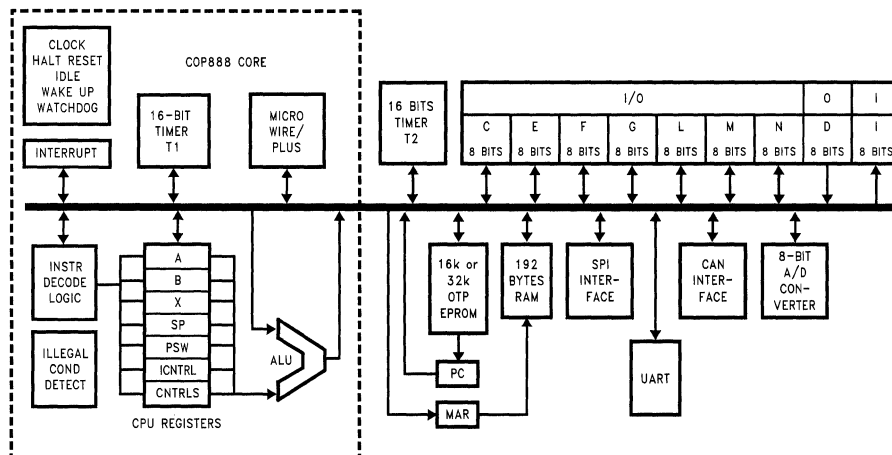 CLOCK
HALT RESET
IDLE
WAKE UP
WATCHDOG
COP888 CORE
INTERRUPT
16-BIT
TIMER
T1
MICRO
WIRE/
PLUS
16 BITS
TIMER
T2
I/O
O
I
C
E
F
G
L
M
N
D
I
8 BITS
8 BITS
8 BITS
8 BITS
8 BITS
8 BITS
8 BITS
8 BITS
8 BITS
INSTR
DECODE
LOGIC
ILLEGAL
COND
DETECT
A
B
X
SP
PSW
ICNTRL
CNTRLS
CPU REGISTERS
ALU
16k or
32k
OTP
EPROM
PC
MAR
192
BYTES
RAM
SPI
INTER-
FACE
UART
CAN
INTER-
FACE
8-BIT
A/D
CON-
VERTER